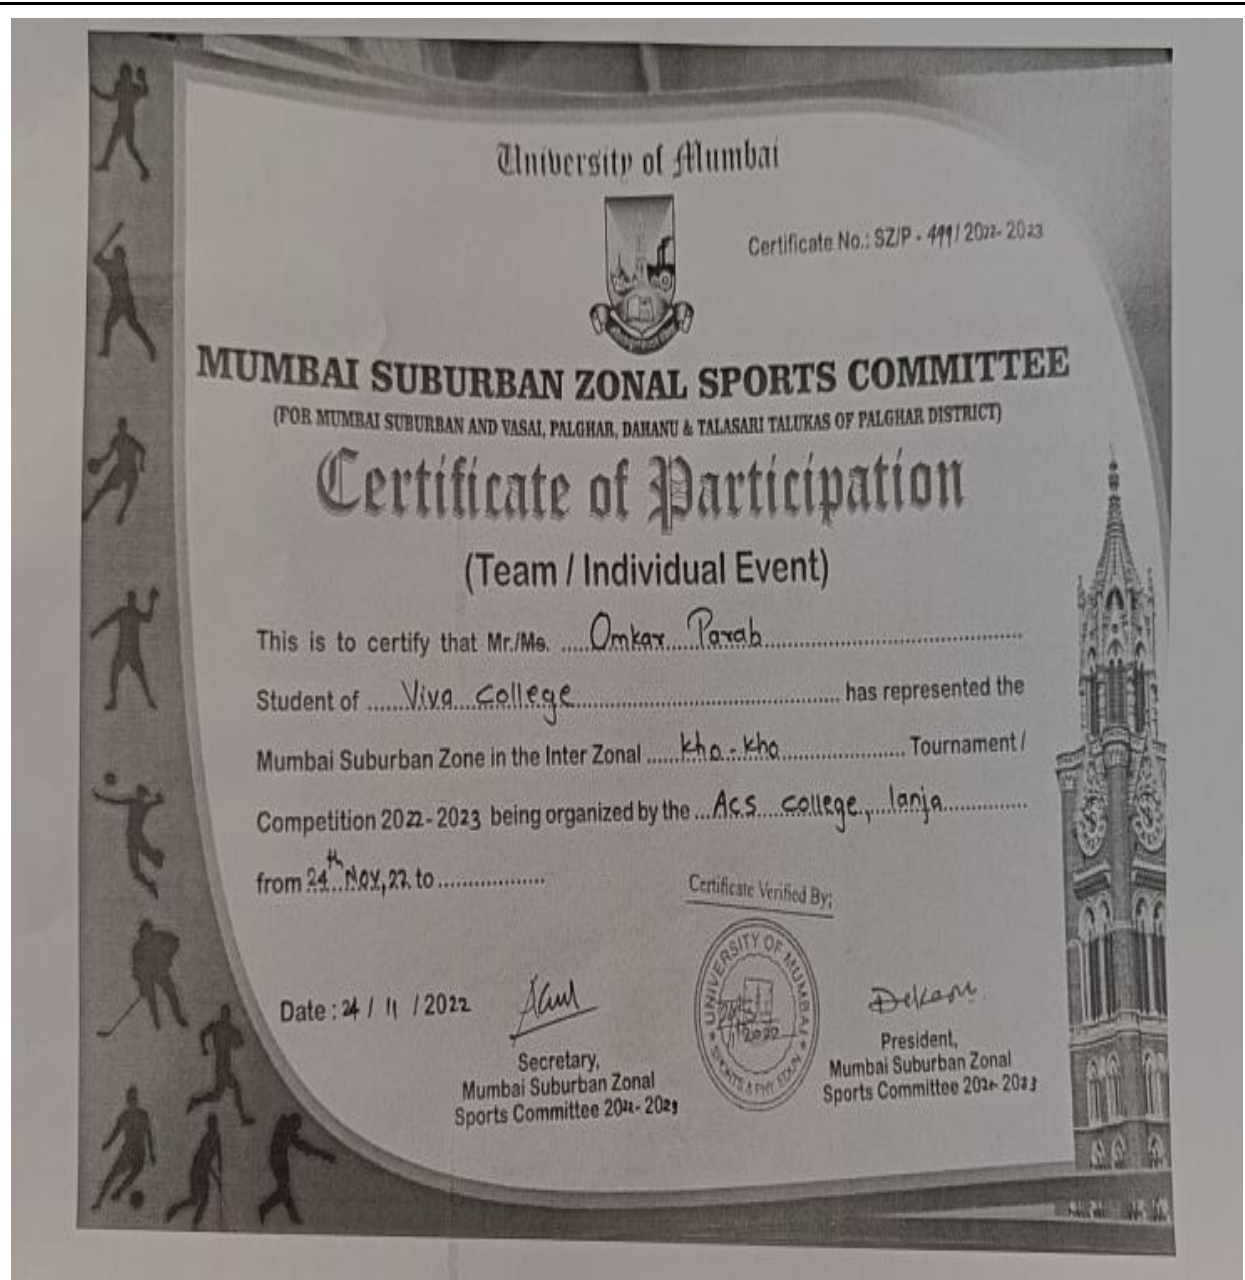 University of Mumbai
Certificate No.: SZ/P - 499/2022-2023
MUMBAI SUBURBAN ZONAL SPORTS COMMITTEE
(FOR MUMBAI SUBURBAN AND VASAI, PALGHAR, DAHANU & TALASARI TALUKAS OF PALGHAR DISTRICT)
Certificate of Participation
(Team / Individual Event)
This is to certify that Mr./Ms. .....Omkar.....Parab..........
Student of ......Viva...College.......... has represented the
Mumbai Suburban Zone in the Inter Zonal ......kho-kho.......... Tournament /
Competition 2022-2023 being organized by the ...Acs....college,...lanja..........
from 24th Nov, 22 to ..................
Certificate Verified By:
UNIVERSITY OF MUMBAI
SPORTS & PHY. EDUN
Date : 24 / 11 / 2022
Secretary,
Mumbai Suburban Zonal
Sports Committee 2022-2023
President,
Mumbai Suburban Zonal
Sports Committee 2022-2023